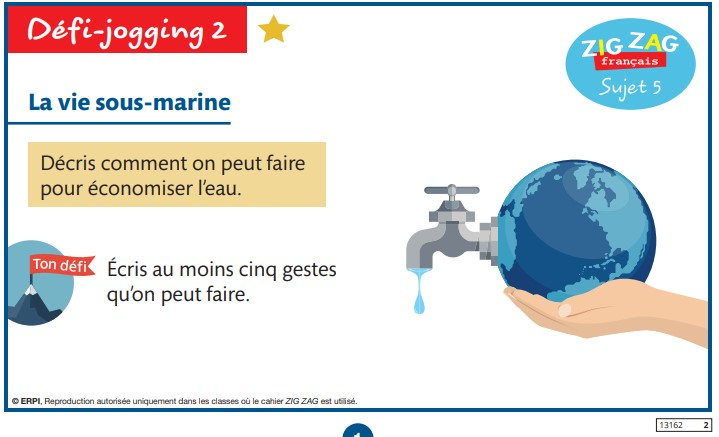 Défi-jogging 2
ZIG ZAG
français
Sujet 5
La vie sous-marine
Décris comment on peut faire
pour économiser l'eau.
Ton défi
Écris au moins cinq gestes
qu'on peut faire.
© ERPI, Reproduction autorisée uniquement dans les classes où le cahier ZIG ZAG est utilisé.
13162 2